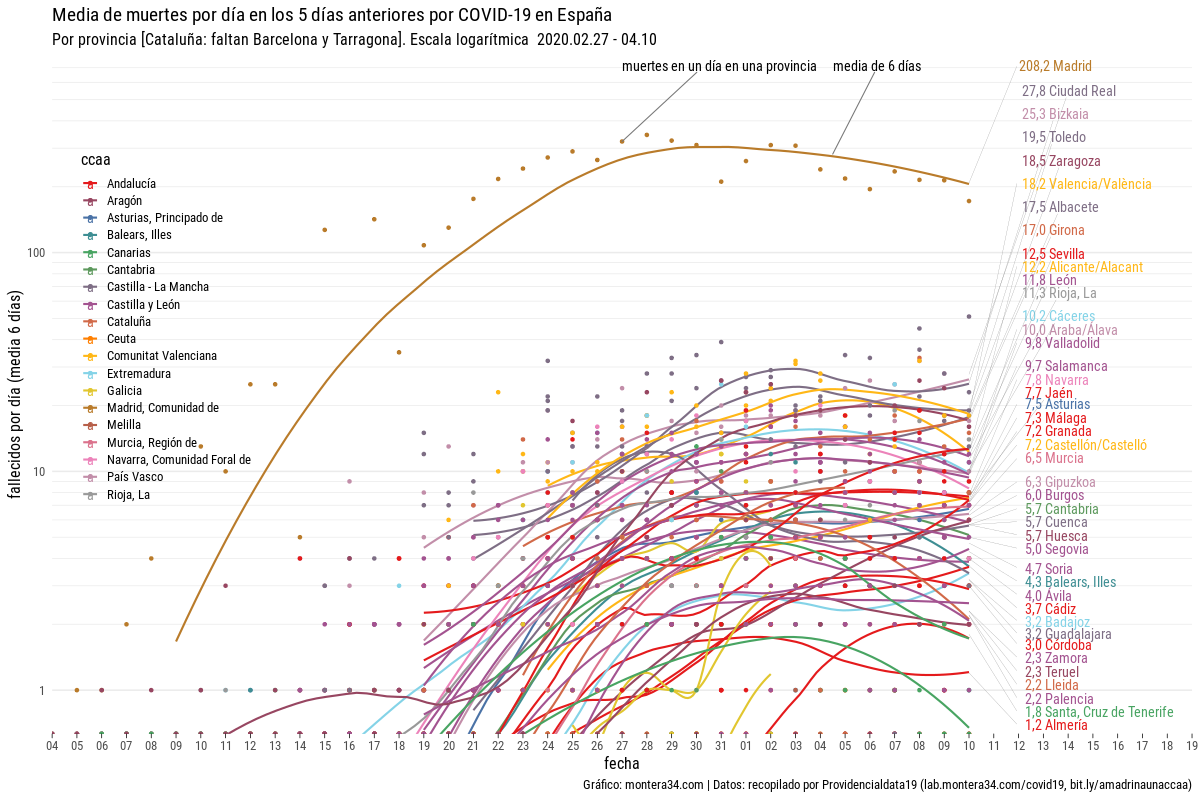 Media de muertes por día en los 5 días anteriores por COVID-19 en España
Por provincia [Cataluña: faltan Barcelona y Tarragona]. Escala logarítmica  2020.02.27 - 04.10
muertes en un día en una provincia
media de 6 días
ccaa
Andalucía
Aragón
Asturias, Principado de
Balears, Illes
Canarias
Cantabria
Castilla - La Mancha
Castilla y León
Cataluña
Ceuta
Comunitat Valenciana
Extremadura
Galicia
Madrid, Comunidad de
Melilla
Murcia, Región de
Navarra, Comunidad Foral de
País Vasco
Rioja, La
fallecidos por día (media 6 días)
100
10
1
208,2 Madrid
27,8 Ciudad Real
25,3 Bizkaia
19,5 Toledo
18,5 Zaragoza
18,2 Valencia/València
17,5 Albacete
17,0 Girona
12,5 Sevilla
12,2 Alicante/Alacant
11,8 León
11,3 Rioja, La
10,2 Cáceres
10,0 Araba/Álava
9,8 Valladolid
9,7 Salamanca
7,8 Navarra
7,7 Jaén
7,5 Asturias
7,3 Málaga
7,2 Granada
7,2 Castellón/Castelló
6,5 Murcia
6,3 Gipuzkoa
6,0 Burgos
5,7 Cantabria
5,7 Cuenca
5,7 Huesca
5,0 Segovia
4,7 Soria
4,3 Balears, Illes
4,0 Ávila
3,7 Cádiz
3,2 Badajoz
3,2 Guadalajara
3,0 Córdoba
2,3 Zamora
2,3 Teruel
2,2 Lleida
2,2 Palencia
1,8 Santa, Cruz de Tenerife
1,2 Almería
04 05 06 07 08 09 10 11 12 13 14 15 16 17 18 19 20 21 22 23 24 25 26 27 28 29 30 31 01 02 03 04 05 06 07 08 09 10 11 12 13 14 15 16 17 18 19
fecha
Gráfico: montera34.com | Datos: recopilado por Providencialdata19 (lab.montera34.com/covid19, bit.ly/amadrinaunaccaa)